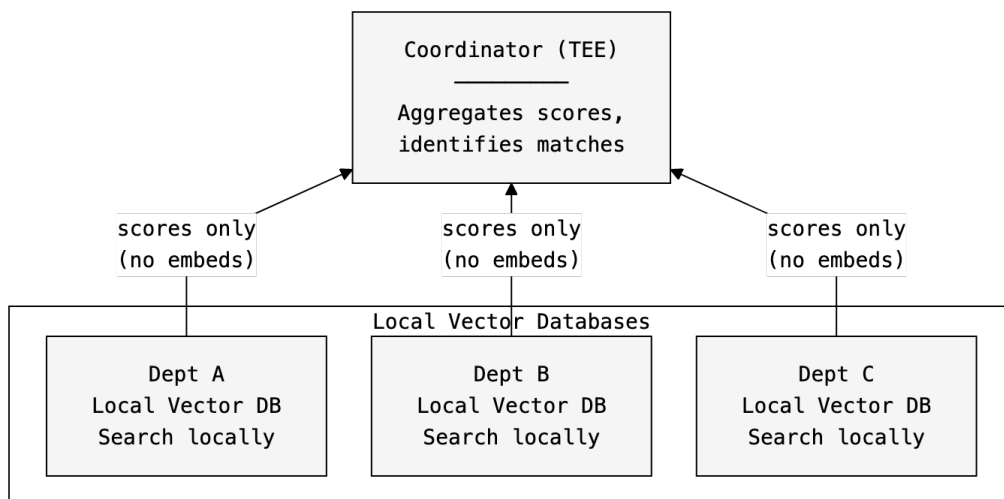 Coordinator (TEE)
Aggregates scores,
identifies matches
scores only
(no embeds)
scores only
(no embeds)
scores only
(no embeds)
Local Vector Databases
Dept A
Local Vector DB
Search locally
Dept B
Local Vector DB
Search locally
Dept C
Local Vector DB
Search locally